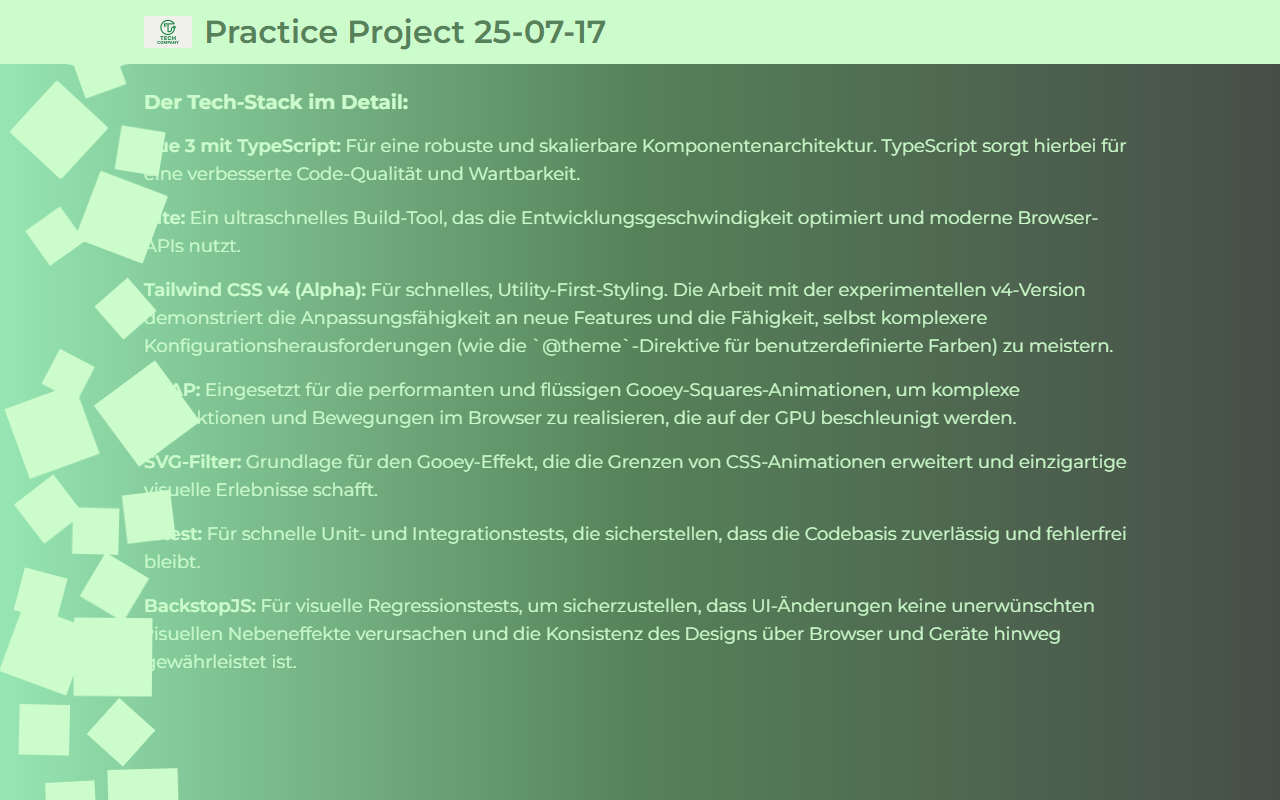 TECH
COMPANY
Practice Project 25-07-17
Der Tech-Stack im Detail:
ue 3 mit TypeScript: Für eine robuste und skalierbare Komponentenarchitektur. TypeScript sorgt hierbei für
eine verbesserte Code-Qualität und Wartbarkeit.
te: Ein ultraschnelles Build-Tool, das die Entwicklungsgeschwindigkeit optimiert und moderne Browser-
APIs nutzt.
Tailwind CSS v4 (Alpha): Für schnelles, Utility-First-Styling. Die Arbeit mit der experimentellen v4-Version
demonstriert die Anpassungsfähigkeit an neue Features und die Fähigkeit, selbst komplexere
Konfigurationsherausforderungen (wie die `@theme`-Direktive für benutzerdefinierte Farben) zu meistern.
AP: Eingesetzt für die performanten und flüssigen Gooey-Squares-Animationen, um komplexe
ktionen und Bewegungen im Browser zu realisieren, die auf der GPU beschleunigt werden.
SVG-Filter: Grundlage für den Gooey-Effekt, die die Grenzen von CSS-Animationen erweitert und einzigartige
visuelle Erlebnisse schafft.
est: Für schnelle Unit- und Integrationstests, die sicherstellen, dass die Codebasis zuverlässig und fehlerfrei
bleibt.
BackstopJS: Für visuelle Regressionstests, um sicherzustellen, dass UI-Änderungen keine unerwünschten
visuellen Nebeneffekte verursachen und die Konsistenz des Designs über Browser und Geräte hinweg
gewährleistet ist.